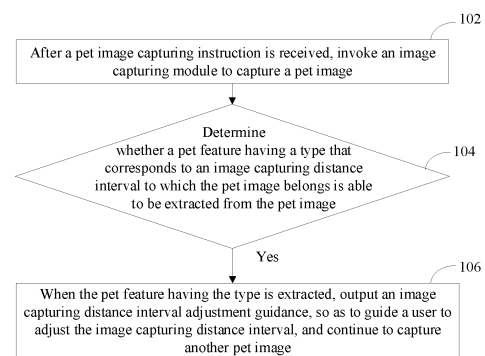 102
After a pet image capturing instruction is received, invoke an image
capturing module to capture a pet image
Determine
whether a pet feature having a type that
corresponds to an image capturing distance
interval to which the pet image belongs is able
to be extracted from the pet image
104
Yes
106
When the pet feature having the type is extracted, output an image
capturing distance interval adjustment guidance, so as to guide a user to
adjust the image capturing distance interval, and continue to capture
another pet image